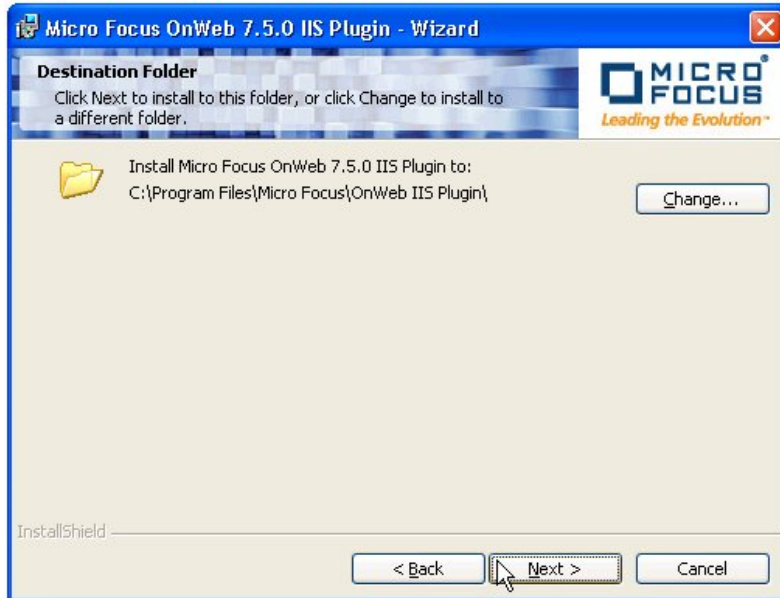 Micro Focus OnWeb 7.5.0 IIS Plugin - Wizard
Destination Folder
Click Next to install to this folder, or click Change to install to
a different folder.
MICRO
FOCUS
Leading the Evolution™
Install Micro Focus OnWeb 7.5.0 IIS Plugin to:
C:\Program Files\Micro Focus\OnWeb IIS Plugin\
Change...
InstallShield
< Back
Next >
Cancel